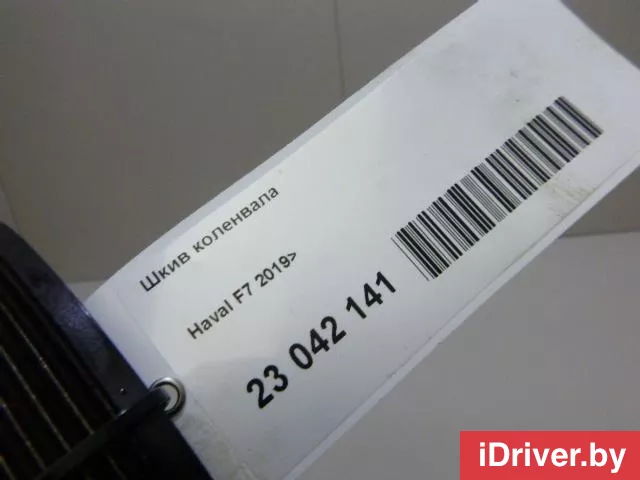 Шкив коленвала
Haval F7 2019>
23 042 141
iDriver.by